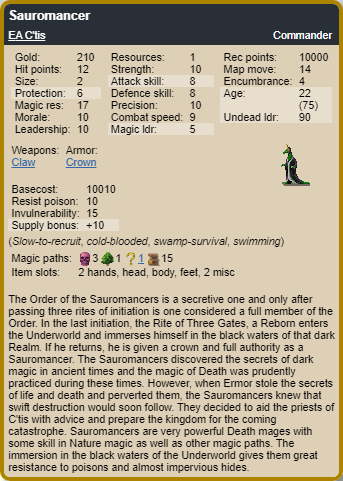 Sauromancer
EA C'tis Commander
Gold: 210 Resources: 1 Rec points: 10000
Hit points: 12 Strength: 10 Map move: 14
Size: 2 Attack skill: 8 Encumbrance: 4
Protection: 6 Defence skill: 8 Age: 22
Magic res: 17 Precision: 10 (75)
Morale: 10 Combat speed: 9 Undead ldr: 90
Leadership: 10 Magic ldr: 5
Weapons: Armor:
Claw Crown
Basecost: 10010
Resist poison: 10
Invulnerability: 15
Supply bonus: +10
(Slow-to-recruit, cold-blooded, swamp-survival, swimming)
Magic paths: 3 1 ? 1 15
Item slots: 2 hands, head, body, feet, 2 misc
The Order of the Sauromancers is a secretive one and only after
passing three rites of initiation is one considered a full member of the
Order. In the last initiation, the Rite of Three Gates, a Reborn enters
the Underworld and immerses himself in the black waters of that dark
Realm. If he returns, he is given a crown and full authority as a
Sauromancer. The Sauromancers discovered the secrets of dark
magic in ancient times and the magic of Death was prudently
practiced during these times. However, when Ermor stole the secrets
of life and death and perverted them, the Sauromancers knew that
swift destruction would soon follow. They decided to aid the priests of
C'tis with advice and prepare the kingdom for the coming
catastrophe. Sauromancers are very powerful Death mages with
some skill in Nature magic as well as other magic paths. The
immersion in the black waters of the Underworld gives them great
resistance to poisons and almost impervious hides.